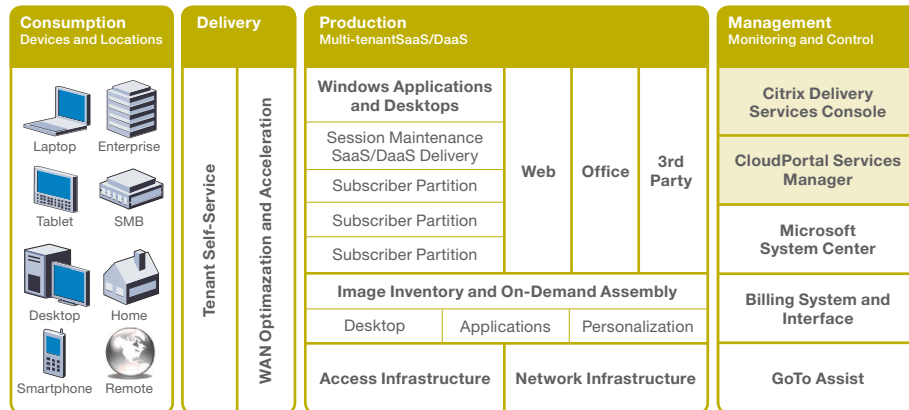 Consumption
Devices and Locations
Laptop
Enterprise
Tablet
SMB
Desktop
Home
Smartphone
Remote
Delivery
Tenant Self-Service
WAN Optimazation and Acceleration
Production
Multi-tenantSaaS/DaaS
Windows Applications
and Desktops
Session Maintenance
SaaS/DaaS Delivery
Subscriber Partition
Subscriber Partition
Subscriber Partition
Web
Office
3rd
Party
Image Inventory and On-Demand Assembly
Desktop
Applications
Personalization
Access Infrastructure
Network Infrastructure
Management
Monitoring and Control
Citrix Delivery
Services Console
CloudPortal Services
Manager
Microsoft
System Center
Billing System and
Interface
GoTo Assist